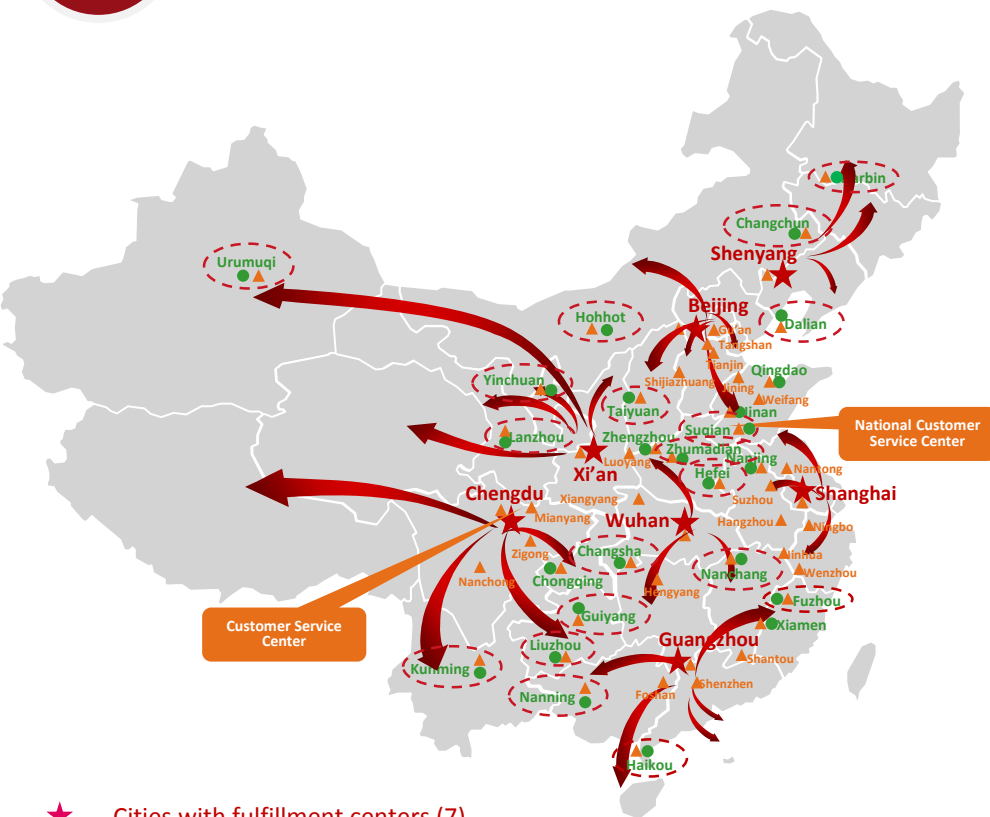 Harbin
Changchun
Shenyang
Urumuqi
Beijing
Hohhot
Gu'an
Dalian
Tangshan
Tianjin
Qingdao
Yinchuan
Shijiazhuang
Jining
Weifang
Taiyuan
Jinan
National Customer
Service Center
Suqian
Lanzhou
Zhengzhou
Zhumadian
Luoyang
Nanjing
Xi'an
Nantong
Hefei
Chengdu
Shanghai
Xiangyang
Suzhou
Mianyang
Wuhan
Hangzhou
Ningbo
Zigong
Changsha
Jinhua
Nanchong
Chongqing
Nanchang
Wenzhou
Hengyang
Fuzhou
Guiyang
Xiamen
Customer Service
Center
Guangzhou
Liuzhou
Shantou
Kunming
Nanning
Foshan
Shenzhen
Haikou
Cities with fulfillment centers (7)